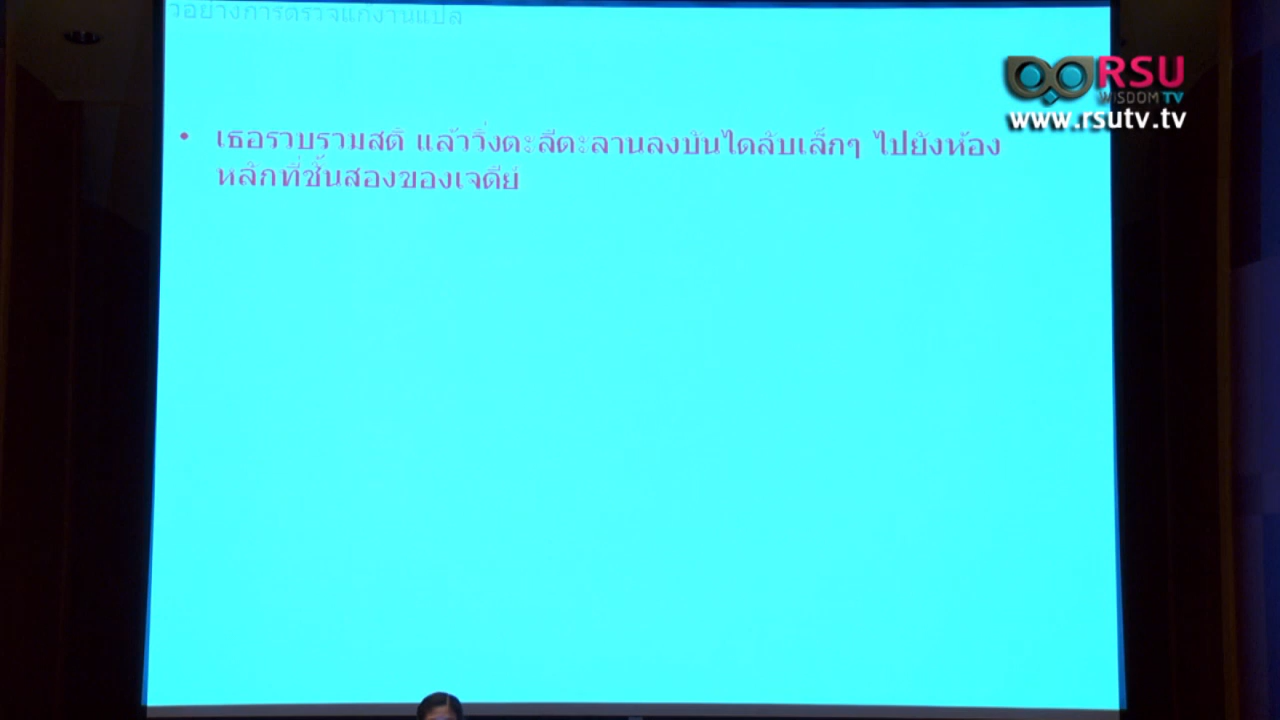 วอย่างการตรวจแก้งานแปล
RSU
WISDOM TV
www.rsutv.tv
• เธอราบรามสติ แล้ววิ่งตะลีตะลานลงบันไดลับเล็กๆ ไปยังห้อง
หลักที่ชั้นสองของเจดีย์